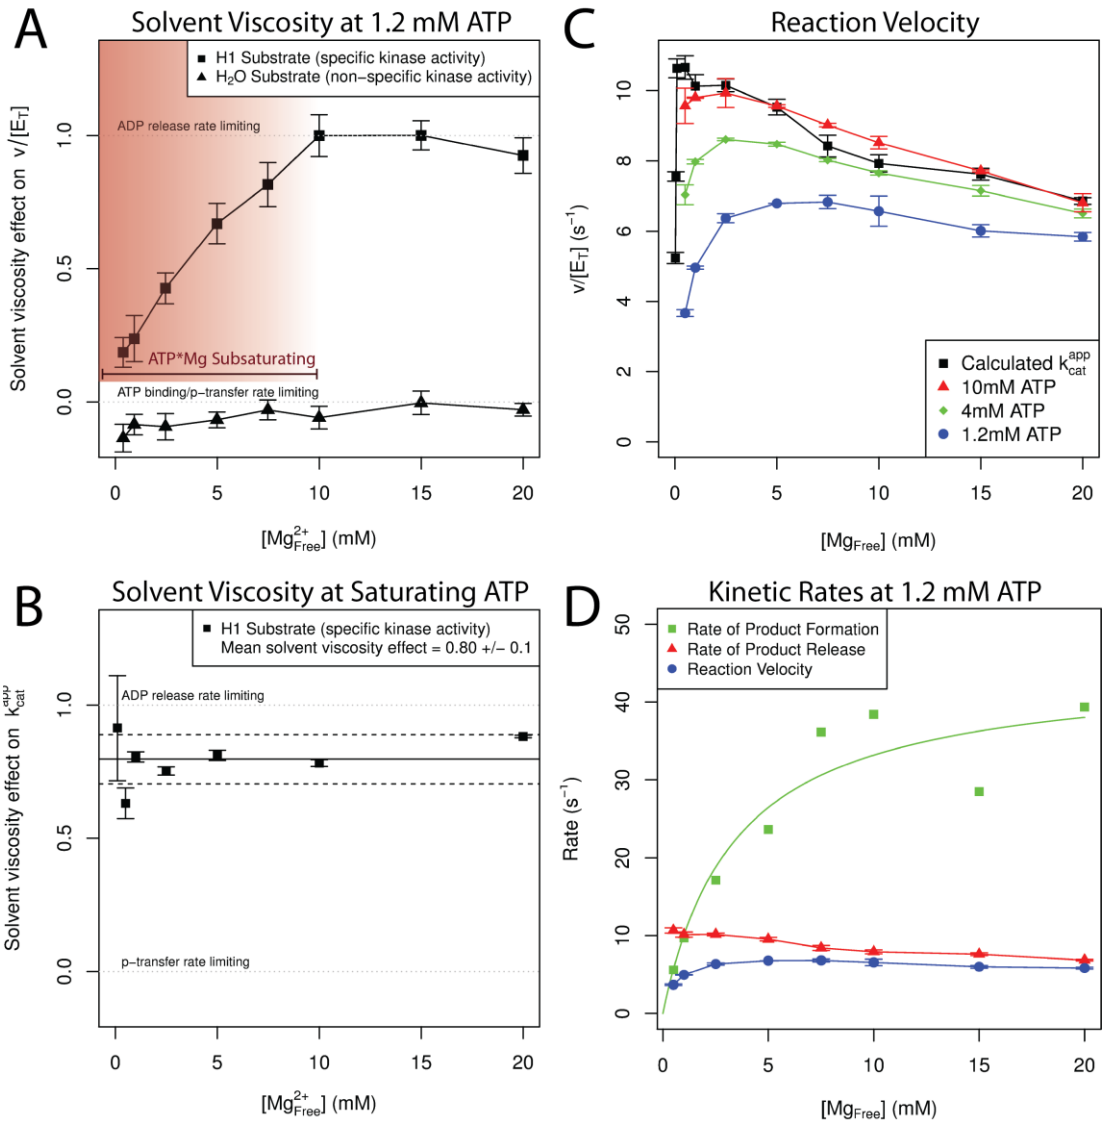 A
Solvent Viscosity at 1.2 mM ATP
H1 Substrate (specific kinase activity)
H2O Substrate (non−specific kinase activity)
ADP release rate limiting
ATP*Mg Subsaturating
ATP binding/p−transfer rate limiting
Solvent viscosity effect on v/[ET]
0.0
0.5
1.0
0 5 10 15 20
[Mg2+Free] (mM)
C
Reaction Velocity
v/[ET] (s−1)
10
8
6
4
2
0
Calculated kappcat
10mM ATP
4mM ATP
1.2mM ATP
0 5 10 15 20
[MgFree] (mM)
B
Solvent Viscosity at Saturating ATP
H1 Substrate (specific kinase activity)
Mean solvent viscosity effect = 0.80 +/− 0.1
ADP release rate limiting
p−transfer rate limiting
Solvent viscosity effect on kappcat
0.0
0.5
1.0
0 5 10 15 20
[Mg2+Free] (mM)
D
Kinetic Rates at 1.2 mM ATP
Rate of Product Formation
Rate of Product Release
Reaction Velocity
Rate (s−1)
50
40
30
20
10
0
0 5 10 15 20
[MgFree] (mM)